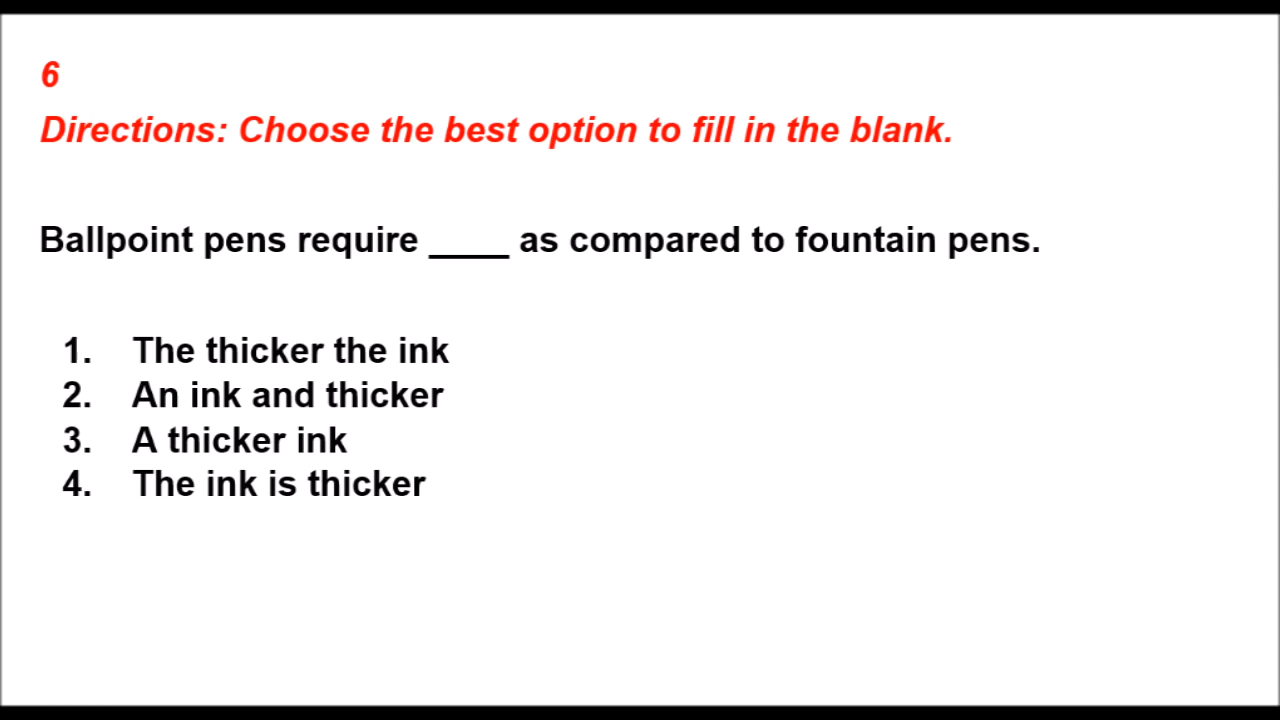 6
Directions: Choose the best option to fill in the blank.
Ballpoint pens require ____ as compared to fountain pens.
1. The thicker the ink
2. An ink and thicker
3. A thicker ink
4. The ink is thicker